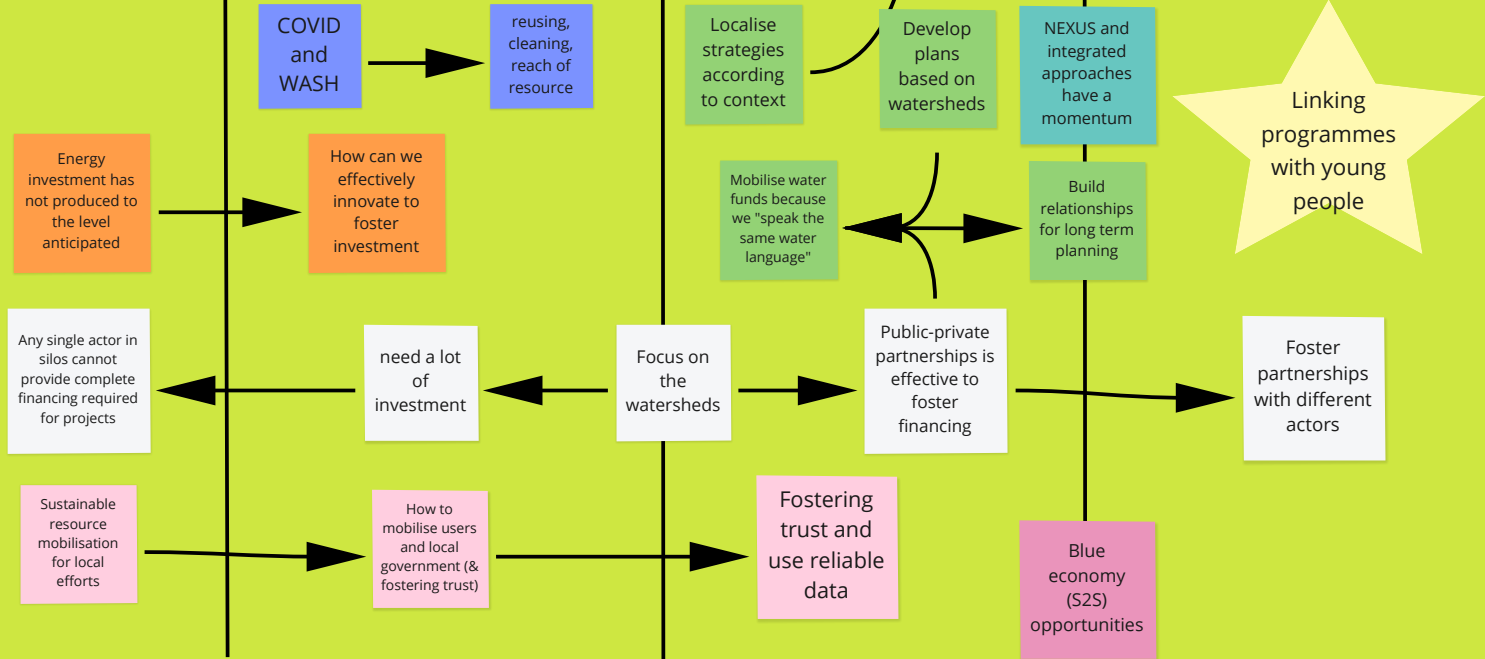 COVID
and
WASH
reusing,
cleaning,
reach of
resource
Localise
strategies
according
to context
Develop
plans
based on
watersheds
NEXUS and
integrated
approaches
have a
momentum
Linking
programmes
with young
people
Energy
investment has
not produced to
the level
anticipated
How can we
effectively
innovate to
foster
investment
Mobilise water
funds because
we "speak the
same water
language"
Build
relationships
for long term
planning
Any single actor in
silos cannot
provide complete
financing required
for projects
need a lot
of
investment
Focus on
the
watersheds
Public-private
partnerships is
effective to
foster
financing
Foster
partnerships
with different
actors
Sustainable
resource
mobilisation
for local
efforts
How to
mobilise users
and local
government (&
fostering trust)
Fostering
trust and
use reliable
data
Blue
economy
(S2S)
opportunities